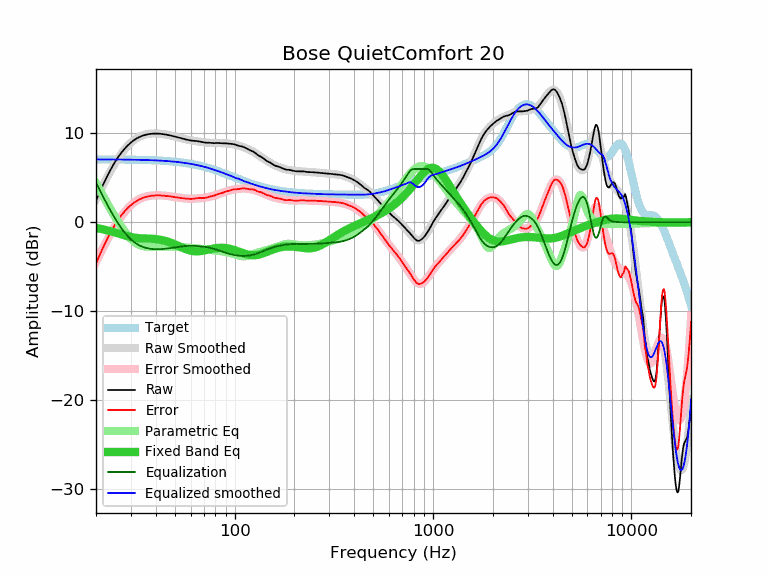 Bose QuietComfort 20
Amplitude (dBr)
10
0
−10
−20
−30
Target
Raw Smoothed
Error Smoothed
Raw
Error
Parametric Eq
Fixed Band Eq
Equalization
Equalized smoothed
100
1000
10000
Frequency (Hz)